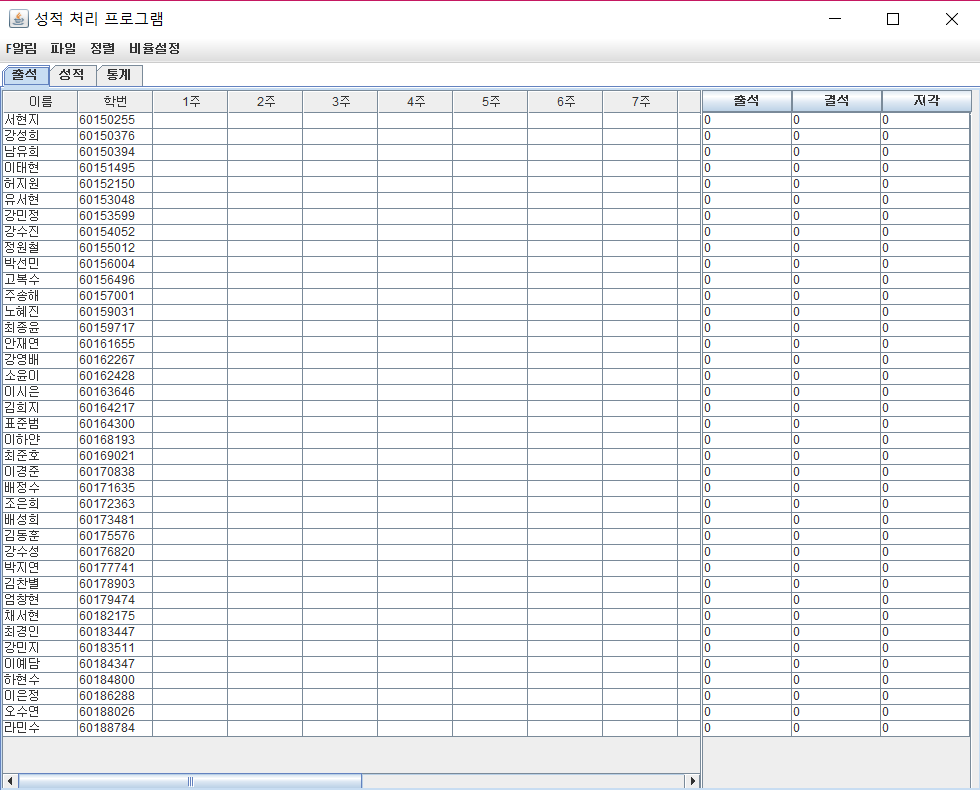 성적 처리 프로그램
F알림 파일 정렬 비율설정
출석 성적 통계
이름 학번 1주 2주 3주 4주 5주 6주 7주 출석 결석 지각
서현지 60150255 0 0 0
강성희 60150376 0 0 0
남유희 60150394 0 0 0
이태현 60151495 0 0 0
허지원 60152150 0 0 0
유서현 60153048 0 0 0
강민정 60153599 0 0 0
강수진 60154052 0 0 0
정원철 60155012 0 0 0
박선민 60156004 0 0 0
고복수 60156496 0 0 0
주송해 60157001 0 0 0
노혜진 60159031 0 0 0
최종윤 60159717 0 0 0
안재연 60161655 0 0 0
강영배 60162267 0 0 0
소윤이 60162428 0 0 0
이시은 60163646 0 0 0
김희지 60164217 0 0 0
표준범 60164300 0 0 0
이하얀 60168193 0 0 0
최준호 60169021 0 0 0
이경준 60170838 0 0 0
배정수 60171635 0 0 0
조은희 60172363 0 0 0
배성희 60173481 0 0 0
김동훈 60175576 0 0 0
강수성 60176820 0 0 0
박지연 60177741 0 0 0
김찬별 60178903 0 0 0
엄창현 60179474 0 0 0
채서현 60182175 0 0 0
최경인 60183447 0 0 0
강민지 60183511 0 0 0
이예담 60184347 0 0 0
하현수 60184800 0 0 0
이은정 60186288 0 0 0
오수연 60188026 0 0 0
라민수 60188784 0 0 0